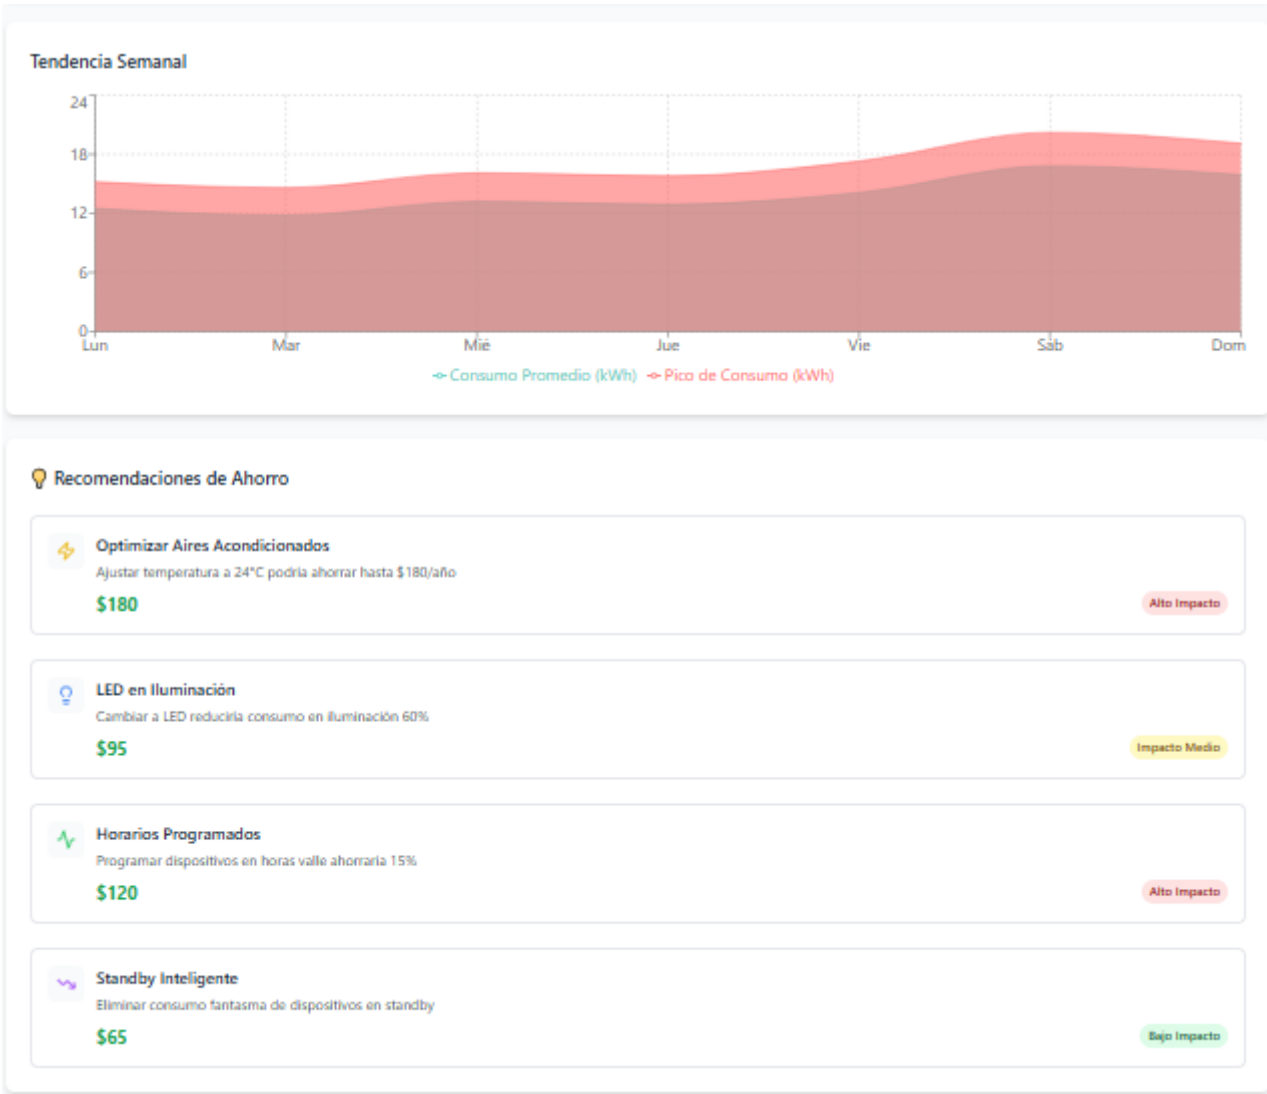 Tendencia Semanal
24
18
12
6
0
Lun Mar Mié Jue Vie Sáb Dom
Consumo Promedio (kWh) Pico de Consumo (kWh)
Recomendaciones de Ahorro
Optimizar Aires Acondicionados
Ajustar temperatura a 24°C podría ahorrar hasta $180/año
$180
Alto Impacto
LED en Iluminación
Cambiar a LED reduciría consumo en iluminación 60%
$95
Impacto Medio
Horarios Programados
Programar dispositivos en horas valle ahorraría 15%
$120
Alto Impacto
Standby Inteligente
Eliminar consumo fantasma de dispositivos en standby
$65
Bajo Impacto